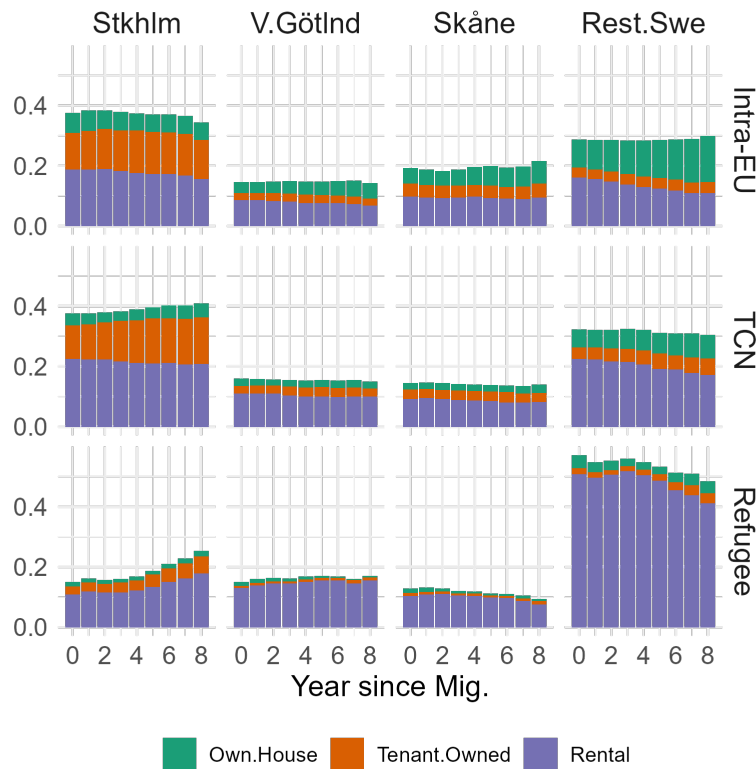 Stkhlm V.Götlnd Skåne Rest.Swe
0.4
0.2
0.0
Intra-EU
0.4
0.2
0.0
TCN
0.4
0.2
0.0
Refugee
0 2 4 6 8 0 2 4 6 8 0 2 4 6 8 0 2 4 6 8
Year since Mig.
Own.House Tenant.Owned Rental